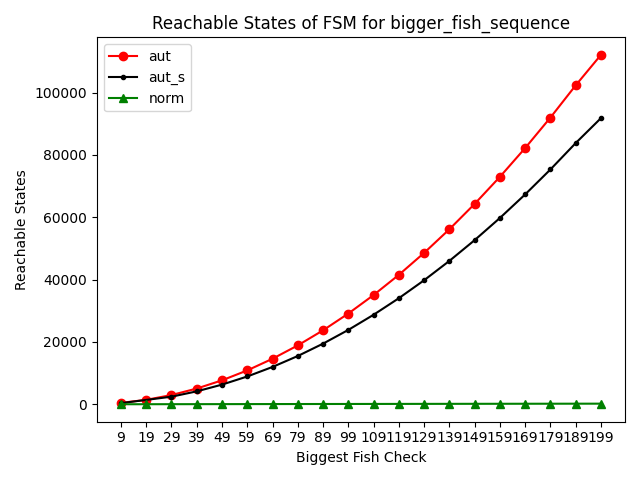 Reachable States of FSM for bigger_fish_sequence
aut
aut_s
norm
Reachable States
100000
80000
60000
40000
20000
0
9 19 29 39 49 59 69 79 89 99 109 119 129 139 149 159 169 179 189 199
Biggest Fish Check